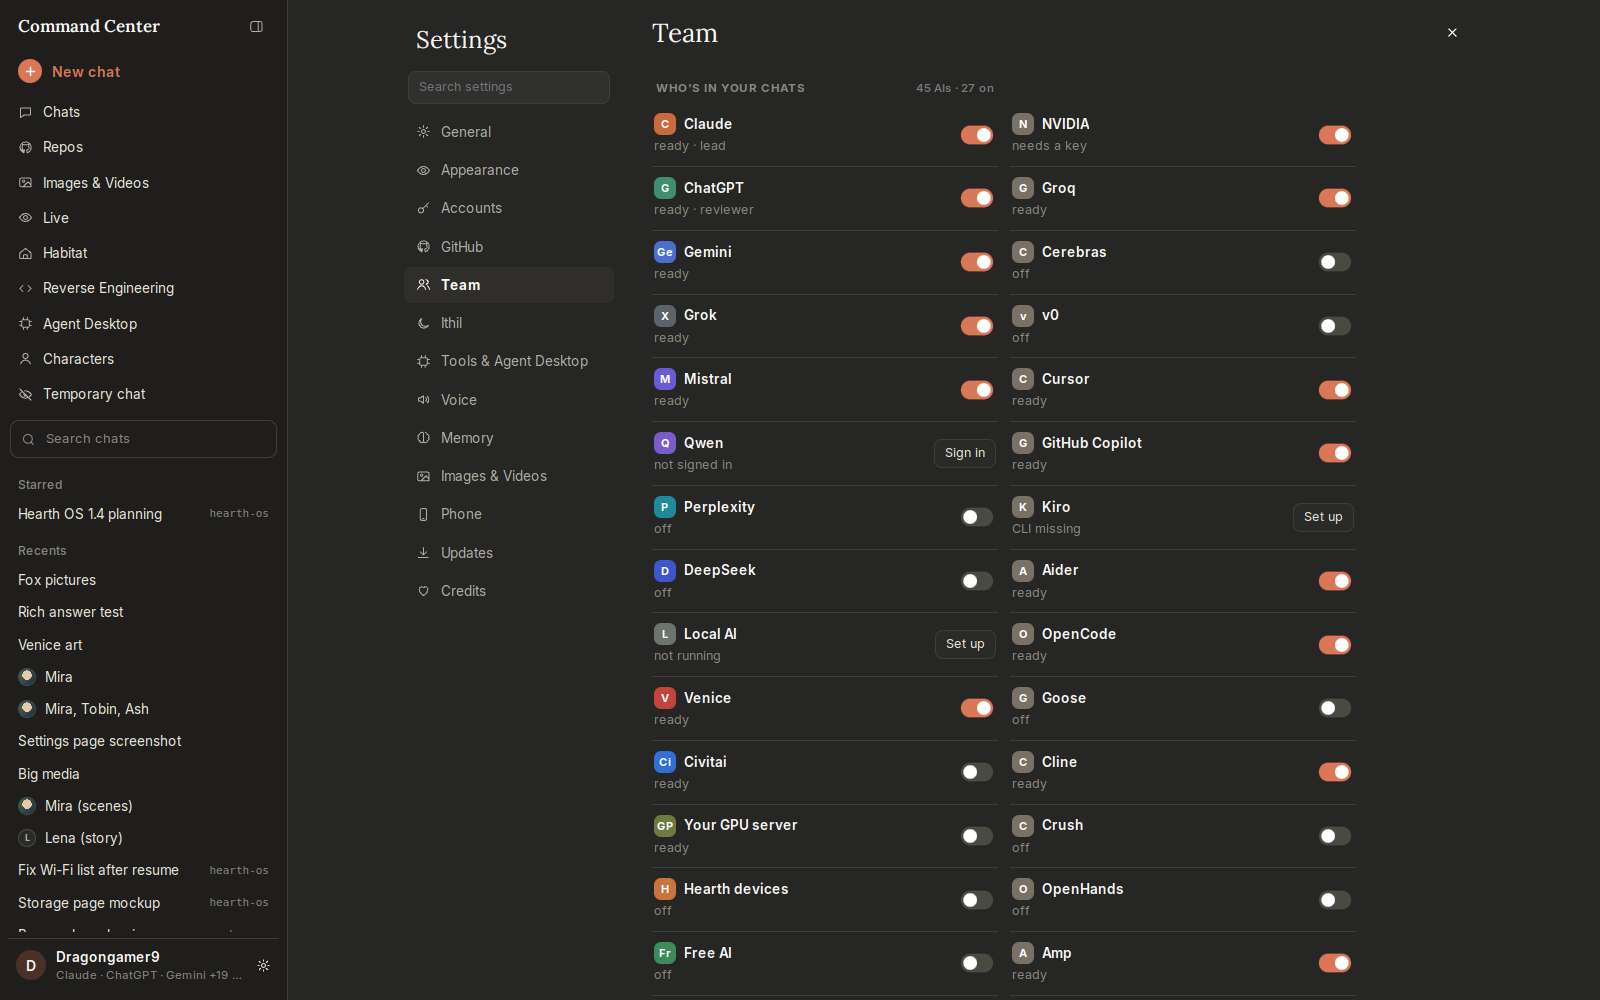 Command Center
New chat
Chats
Repos
Images & Videos
Live
Habitat
Reverse Engineering
Agent Desktop
Characters
Temporary chat
Search chats
Starred
Hearth OS 1.4 planning hearth-os
Recents
Fox pictures
Rich answer test
Venice art
Mira
Mira, Tobin, Ash
Settings page screenshot
Big media
Mira (scenes)
L Lena (story)
Fix Wi-Fi list after resume hearth-os
Storage page mockup hearth-os
D Dragongamer9
Claude · ChatGPT · Gemini +19 ...
Settings
Search settings
General
Appearance
Accounts
GitHub
Team
Ithil
Tools & Agent Desktop
Voice
Memory
Images & Videos
Phone
Updates
Credits
Team
WHO'S IN YOUR CHATS 45 AIs · 27 on
C Claude
ready · lead
G ChatGPT
ready · reviewer
Ge Gemini
ready
X Grok
ready
M Mistral
ready
Q Qwen
not signed in
Sign in
P Perplexity
off
D DeepSeek
off
L Local AI
not running
Set up
V Venice
ready
Ci Civitai
ready
GP Your GPU server
ready
H Hearth devices
off
Fr Free AI
off
N NVIDIA
needs a key
G Groq
ready
C Cerebras
off
v v0
off
C Cursor
ready
G GitHub Copilot
ready
K Kiro
CLI missing
Set up
A Aider
ready
O OpenCode
ready
G Goose
off
C Cline
ready
C Crush
off
O OpenHands
off
A Amp
ready